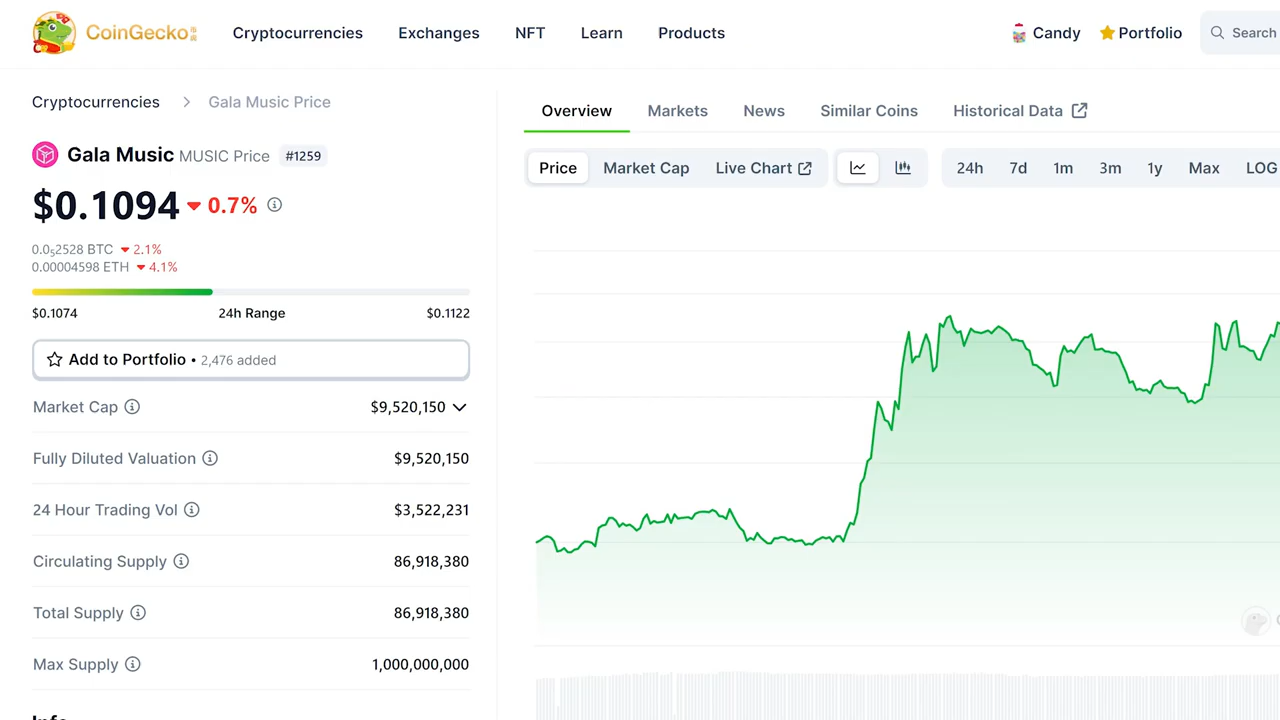 CoinGecko
Cryptocurrencies Exchanges NFT Learn Products
Candy Portfolio Search
Cryptocurrencies > Gala Music Price
Gala Music MUSIC Price #1259
$0.1094 0.7%
0.0₅2528 BTC 2.1%
0.00004598 ETH 4.1%
$0.1074 24h Range $0.1122
Add to Portfolio • 2,476 added
Market Cap $9,520,150
Fully Diluted Valuation $9,520,150
24 Hour Trading Vol $3,522,231
Circulating Supply 86,918,380
Total Supply 86,918,380
Max Supply 1,000,000,000
Overview Markets News Similar Coins Historical Data
Price Market Cap Live Chart 24h 7d 1m 3m 1y Max LOG